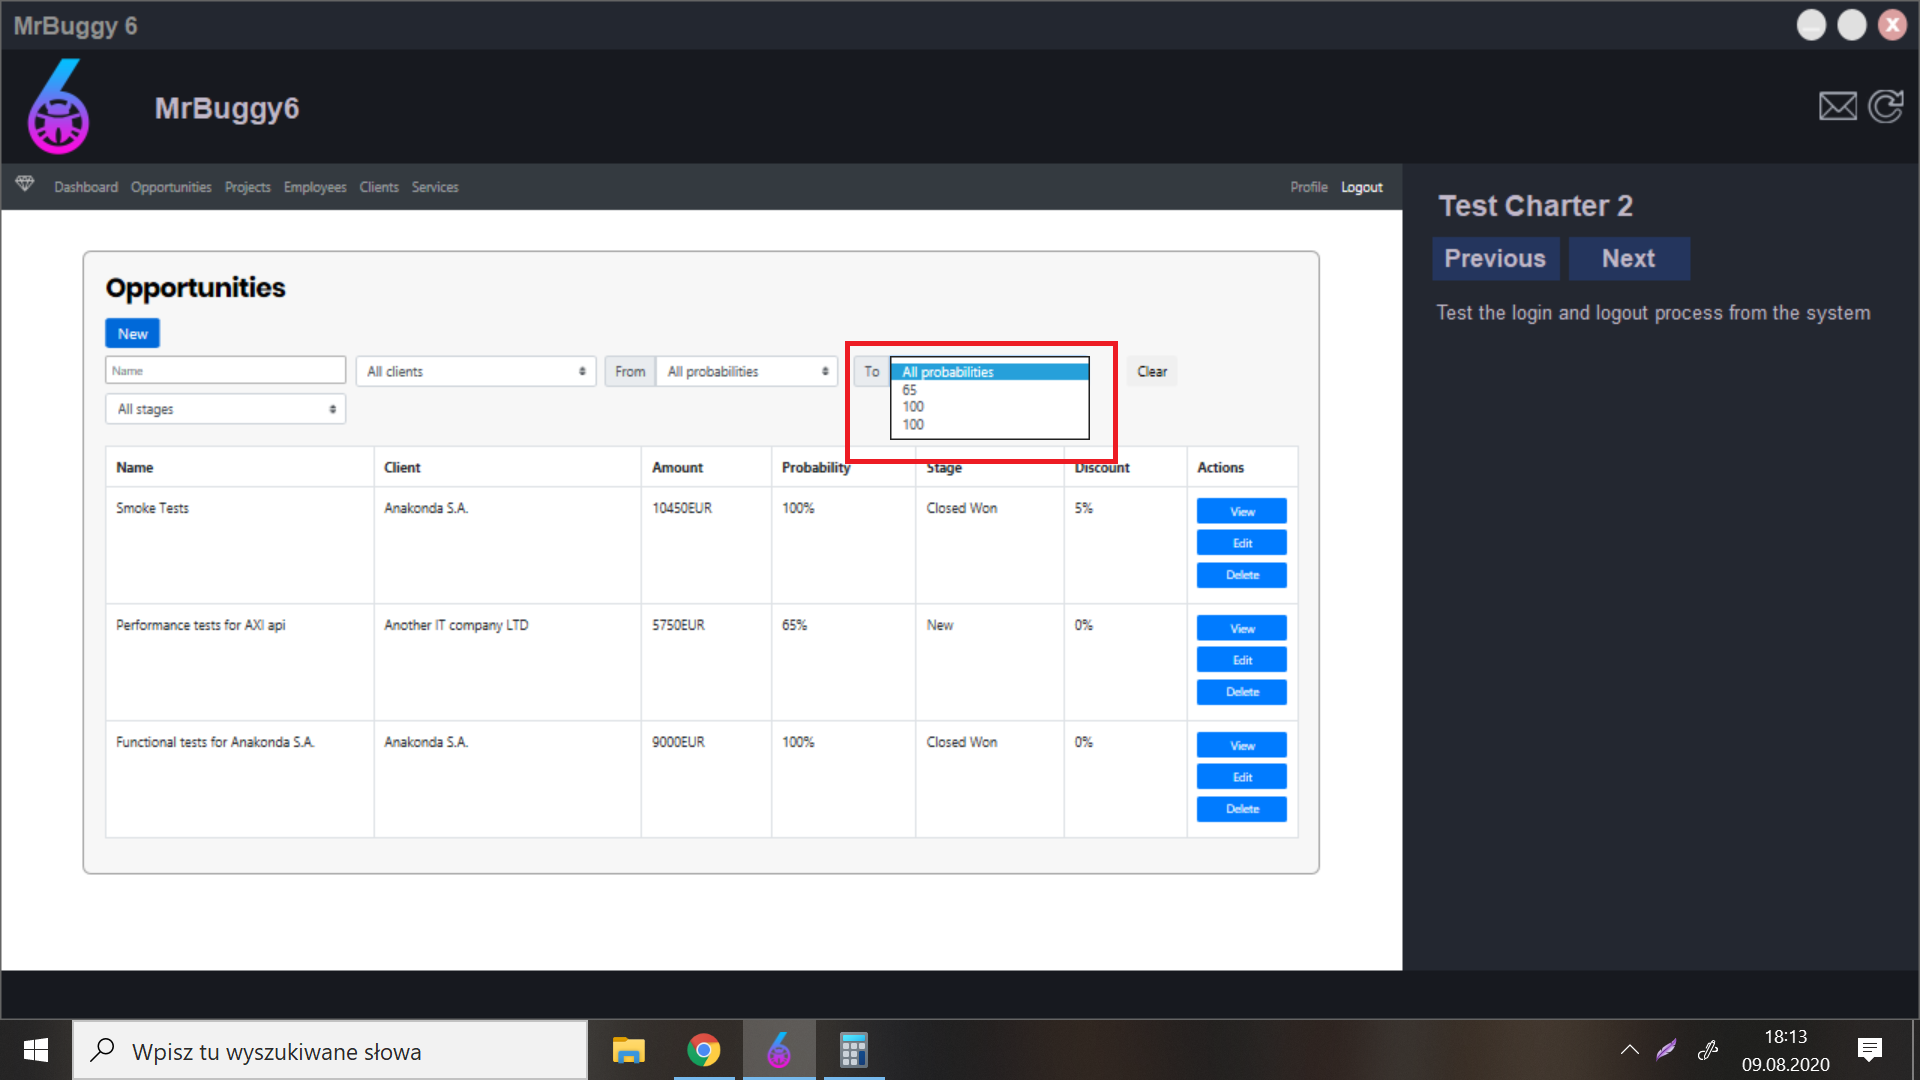 MrBuggy 6
X
MrBuggy6
Dashboard Opportunities Projects Employees Clients Services
Profile Logout
Test Charter 2
Previous Next
Test the login and logout process from the system
Opportunities
New
Name All clients From All probabilities To All probabilities Clear
65
100
100
All stages
Name Client Amount Probability Stage Discount Actions
Smoke Tests Anakonda S.A. 10450EUR 100% Closed Won 5% View
Edit
Delete
Performance tests for AXI api Another IT company LTD 5750EUR 65% New 0% View
Edit
Delete
Functional tests for Anakonda S.A. Anakonda S.A. 9000EUR 100% Closed Won 0% View
Edit
Delete
Wpisz tu wyszukiwane słowa
18:13
09.08.2020